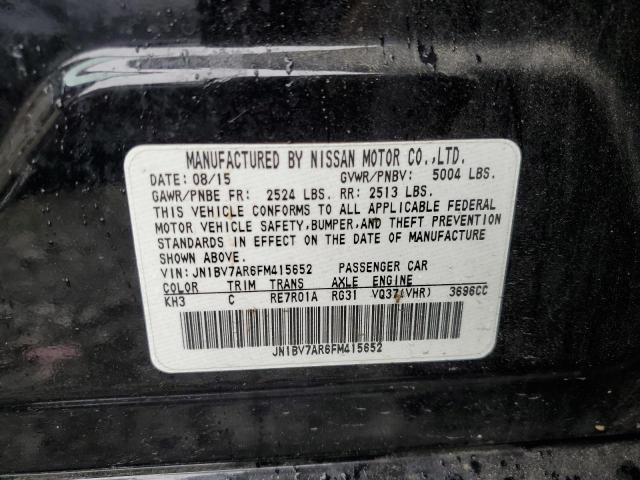 MANUFACTURED BY NISSAN MOTOR CO.,LTD.
DATE: 08/15 GVWR/PNBV: 5004 LBS.
GAWR/PNBE FR: 2524 LBS. RR: 2513 LBS.
THIS VEHICLE CONFORMS TO ALL APPLICABLE FEDERAL
MOTOR VEHICLE SAFETY, BUMPER, AND THEFT PREVENTION
STANDARDS IN EFFECT ON THE DATE OF MANUFACTURE
SHOWN ABOVE.
VIN: JN1BV7AR6FM415652 PASSENGER CAR
COLOR TRIM TRANS AXLE ENGINE
KH3 C RE7R01A RG31 VQ37(VHR) 3696CC
JN1BV7AR6FM415652